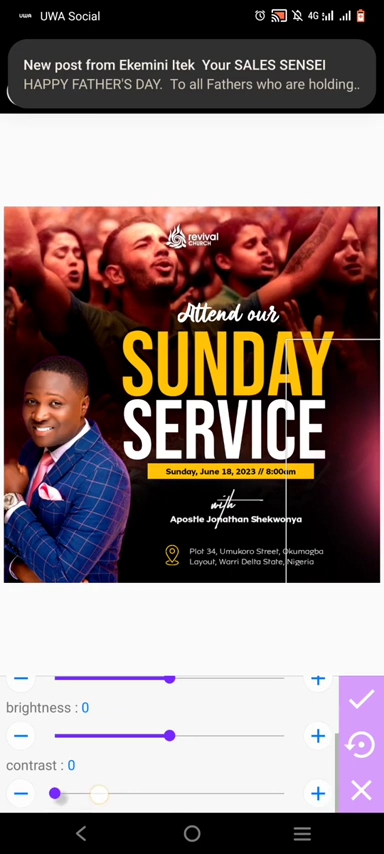 UWA UWA Social 4G
New post from Ekemini Itek Your SALES SENSEI
HAPPY FATHER'S DAY. To all Fathers who are holding..
revival
CHURCH
Attend our
SUNDAY
SERVICE
Sunday, June 18, 2023 // 8:00am
with
Apostle Jonathan Shekwonya
Plot 34, Umukoro Street, Okumagba
Layout, Warri Delta State, Nigeria
brightness : 0
contrast : 0